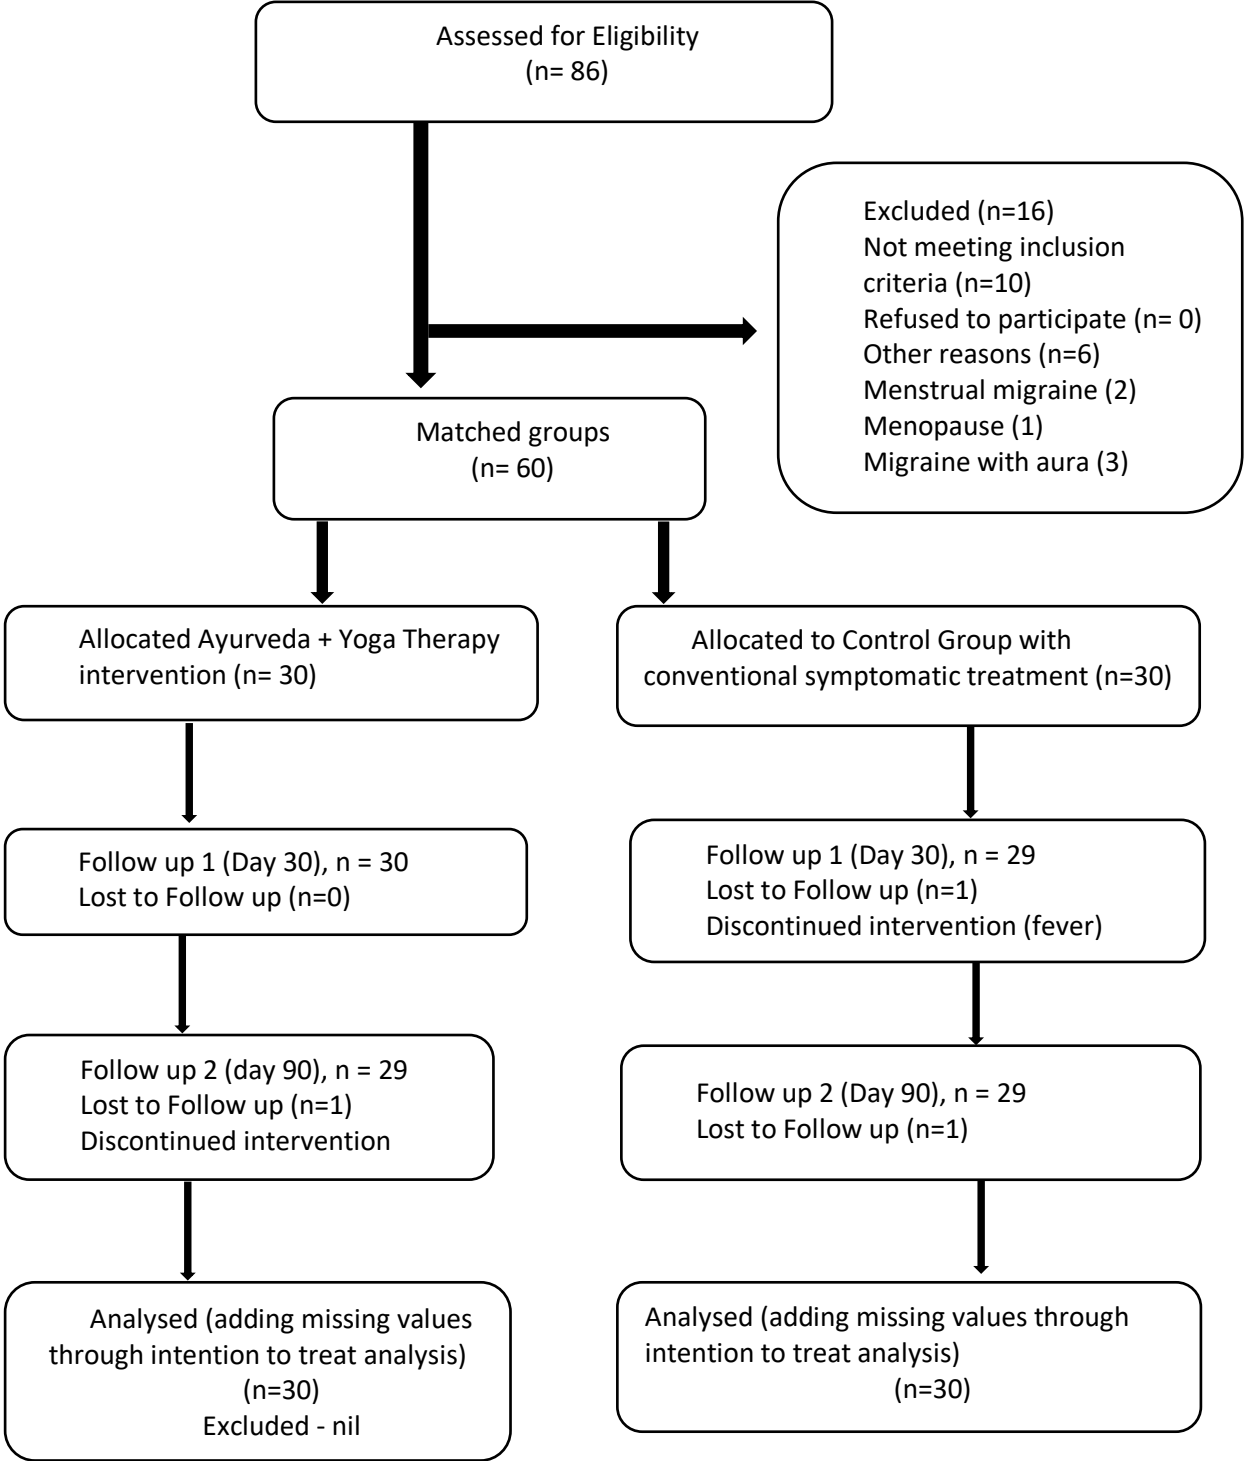 Assessed for Eligibility
(n= 86)
Excluded (n=16)
Not meeting inclusion
criteria (n=10)
Refused to participate (n= 0)
Other reasons (n=6)
Menstrual migraine (2)
Menopause (1)
Migraine with aura (3)
Matched groups
(n= 60)
Allocated Ayurveda + Yoga Therapy
intervention (n= 30)
Allocated to Control Group with
conventional symptomatic treatment (n=30)
Follow up 1 (Day 30), n = 30
Lost to Follow up (n=0)
Follow up 1 (Day 30), n = 29
Lost to Follow up (n=1)
Discontinued intervention (fever)
Follow up 2 (day 90), n = 29
Lost to Follow up (n=1)
Discontinued intervention
Follow up 2 (Day 90), n = 29
Lost to Follow up (n=1)
Analysed (adding missing values
through intention to treat analysis)
(n=30)
Excluded - nil
Analysed (adding missing values through
intention to treat analysis)
(n=30)